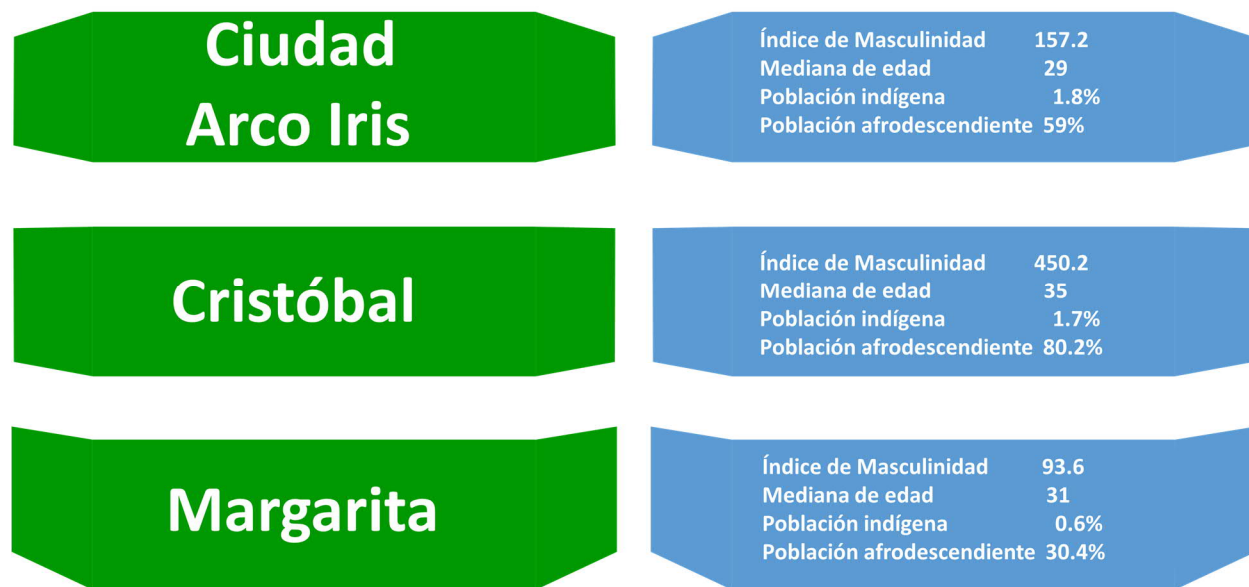 Ciudad
Arco Iris
Índice de Masculinidad 157.2
Mediana de edad 29
Población indígena 1.8%
Población afrodescendiente 59%
Cristóbal
Índice de Masculinidad 450.2
Mediana de edad 35
Población indígena 1.7%
Población afrodescendiente 80.2%
Margarita
Índice de Masculinidad 93.6
Mediana de edad 31
Población indígena 0.6%
Población afrodescendiente 30.4%